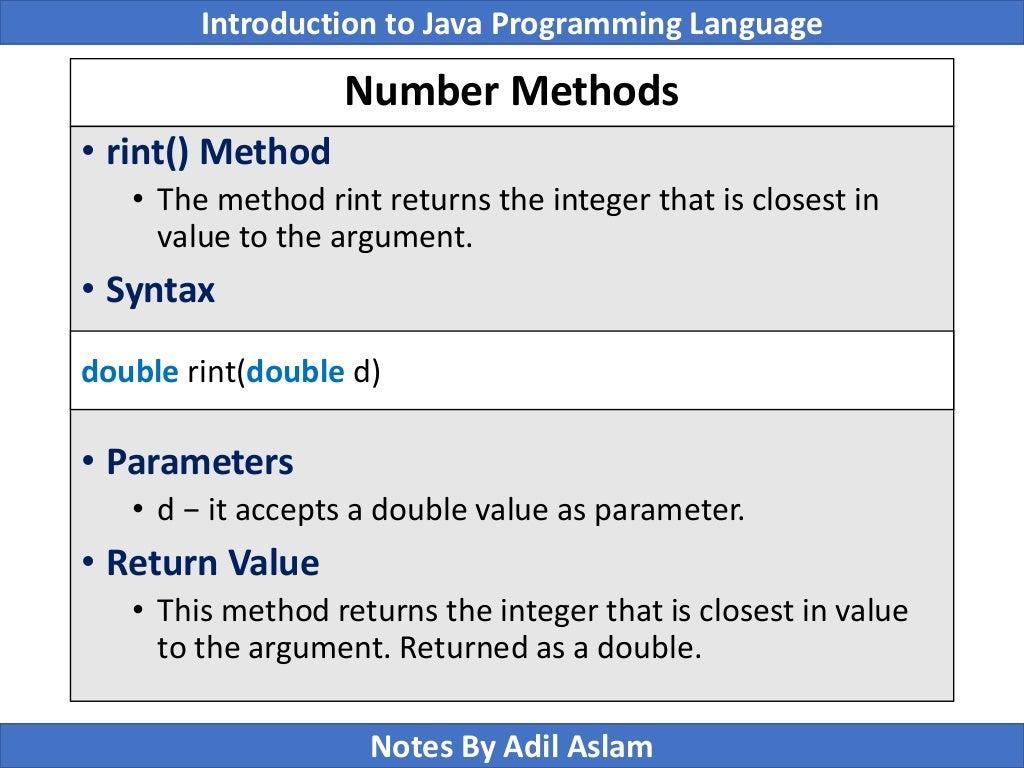 Introduction to Java Programming Language
Number Methods
• rint() Method
• The method rint returns the integer that is closest in
value to the argument.
• Syntax
double rint(double d)
• Parameters
• d − it accepts a double value as parameter.
• Return Value
• This method returns the integer that is closest in value
to the argument. Returned as a double.
Notes By Adil Aslam